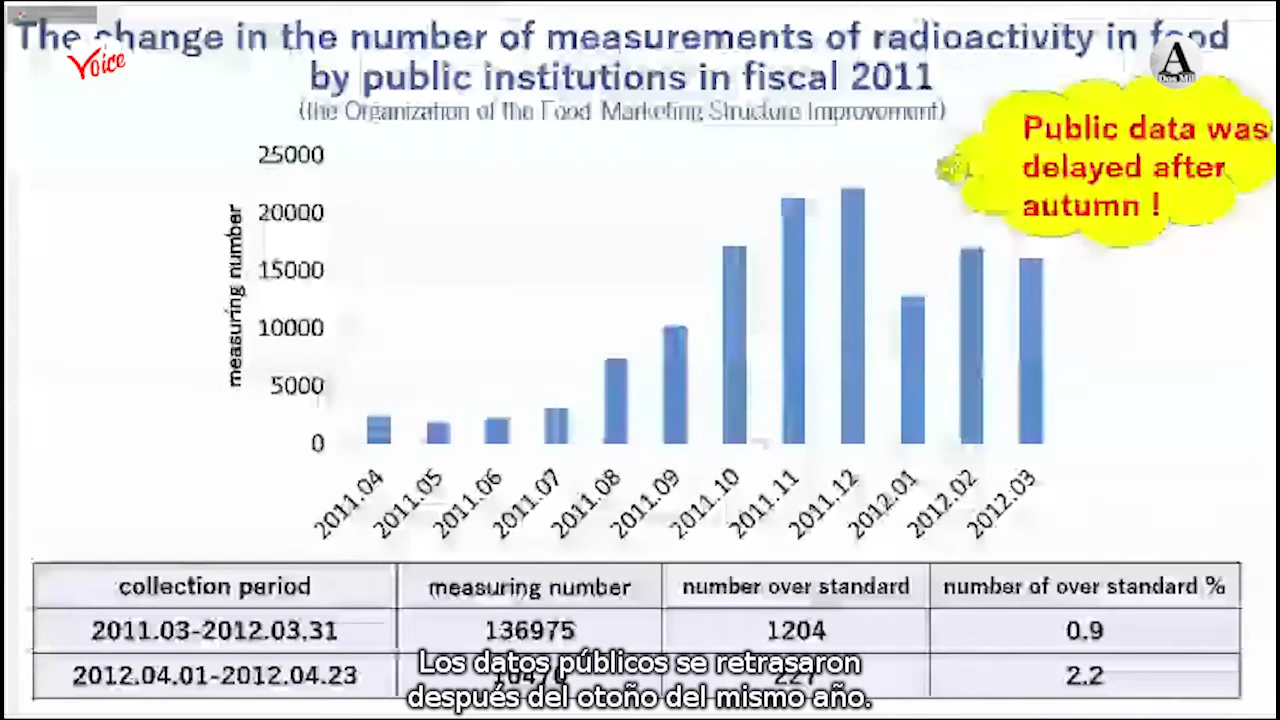 The change in the number of measurements of radioactivity in food
by public institutions in fiscal 2011
(the Organization of the Food Marketing Structure Improvement)
Voice
A
Dos Mil
Public data was
delayed after
autumn !
measuring number
25000
20000
15000
10000
5000
0
2011.04 2011.05 2011.06 2011.07 2011.08 2011.09 2011.10 2011.11 2011.12 2012.01 2012.02 2012.03
collection period measuring number number over standard number of over standard %
2011.03-2012.03.31 136975 1204 0.9
2012.04.01-2012.04.23 227 2.2
Los datos públicos se retrasaron
después del otoño del mismo año.